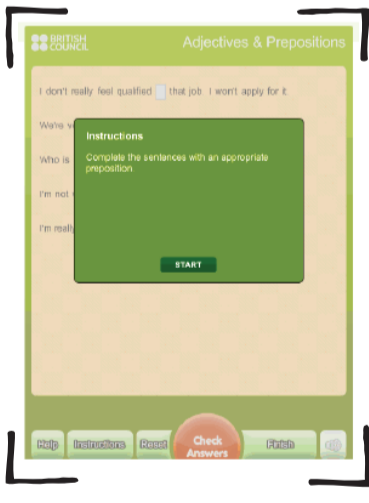 BRITISH
COUNCIL
Adjectives & Prepositions
I don't really feel qualified that job. I won't apply for it.
We're
Instructions
Complete the sentences with an appropriate
preposition.
Who is
I'm not
I'm really
START
Help
Instructions
Reset
Check
Answers
Finish